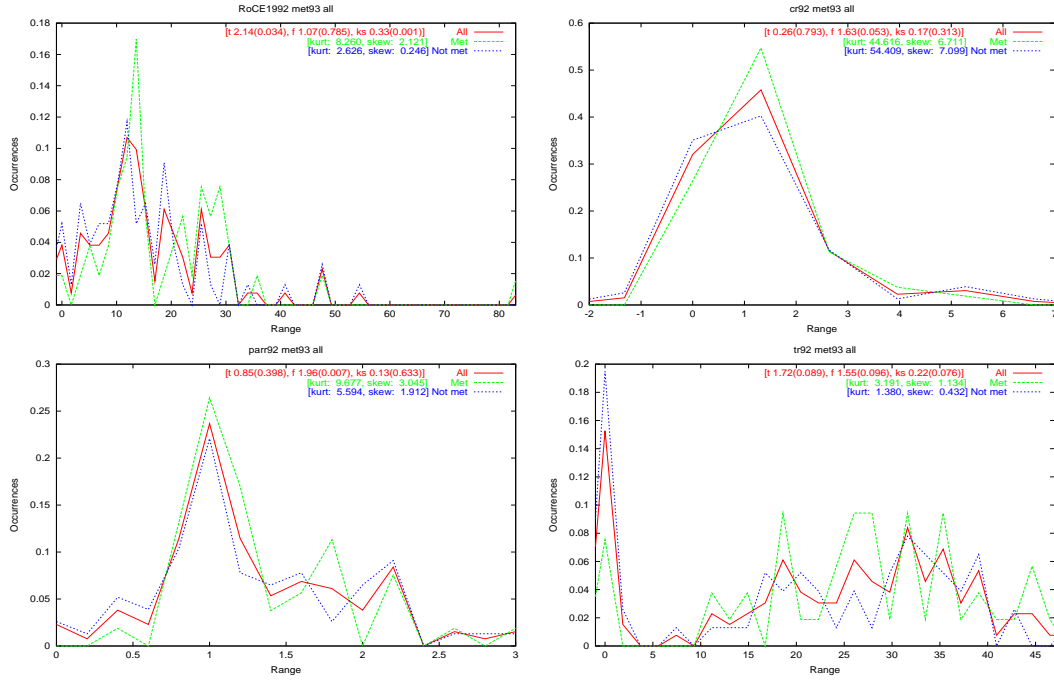 RoCE1992 met93 all
[t 2.14(0.034), f 1.07(0.785), ks 0.33(0.001)] All
[kurt: 8.260, skew: 2.121] Met
[kurt: 2.626, skew: 0.246] Not met
0.18
0.16
0.14
0.12
0.1
0.08
0.06
0.04
0.02
0
Occurrences
0 10 20 30 40 50 60 70 80
Range
cr92 met93 all
[t 0.26(0.793), f 1.63(0.053), ks 0.17(0.313)] All
[kurt: 44.616, skew: 6.711] Met
[kurt: 54.409, skew: 7.099] Not met
0.6
0.5
0.4
0.3
0.2
0.1
0
Occurrences
-2 -1 0 1 2 3 4 5 6 7
Range
parr92 met93 all
[t 0.85(0.398), f 1.96(0.007), ks 0.13(0.633)] All
[kurt: 9.677, skew: 3.045] Met
[kurt: 5.594, skew: 1.912] Not met
0.3
0.25
0.2
0.15
0.1
0.05
0
Occurrences
0 0.5 1 1.5 2 2.5 3
Range
tr92 met93 all
[t 1.72(0.089), f 1.55(0.096), ks 0.22(0.076)] All
[kurt: 3.191, skew: 1.134] Met
[kurt: 1.380, skew: 0.432] Not met
0.2
0.18
0.16
0.14
0.12
0.1
0.08
0.06
0.04
0.02
0
Occurrences
0 5 10 15 20 25 30 35 40 45
Range